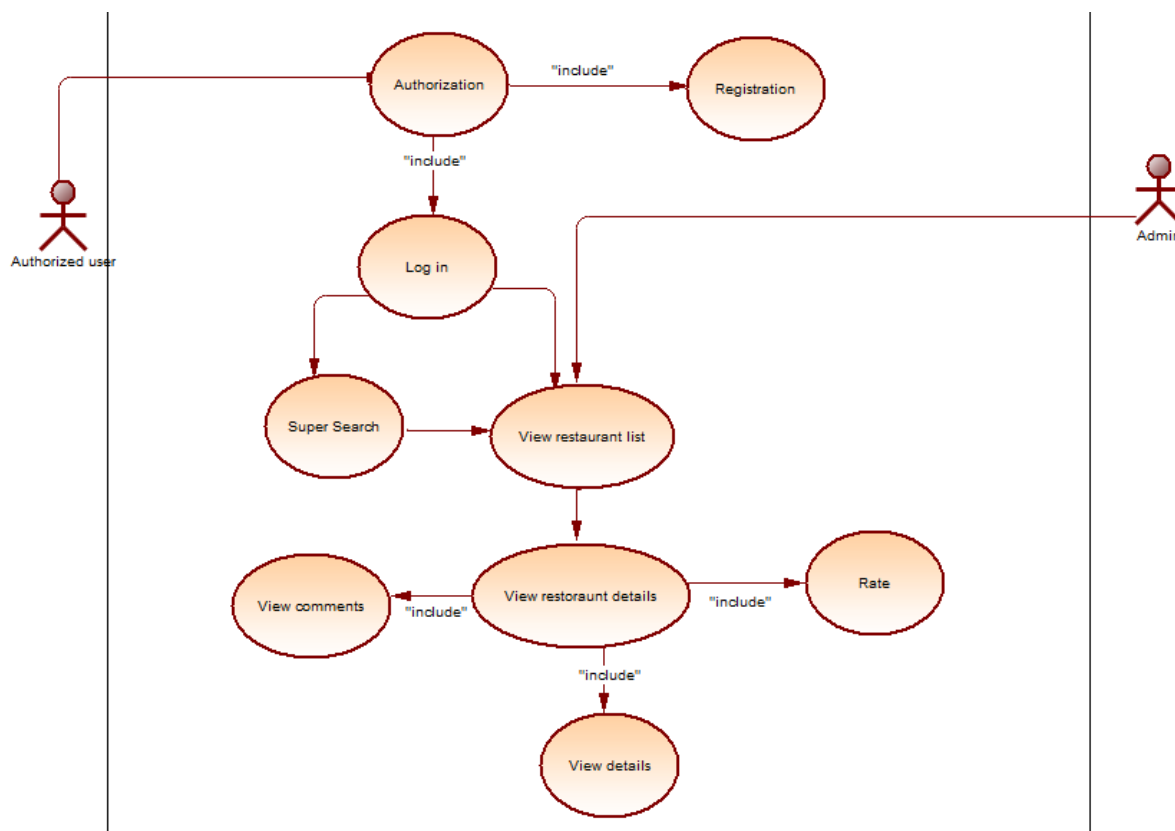 Authorization
"include"
Registration
"include"
Authorized user
Admin
Log in
Super Search
View restaurant list
View comments
"include"
View restoraunt details
"include"
Rate
"include"
View details